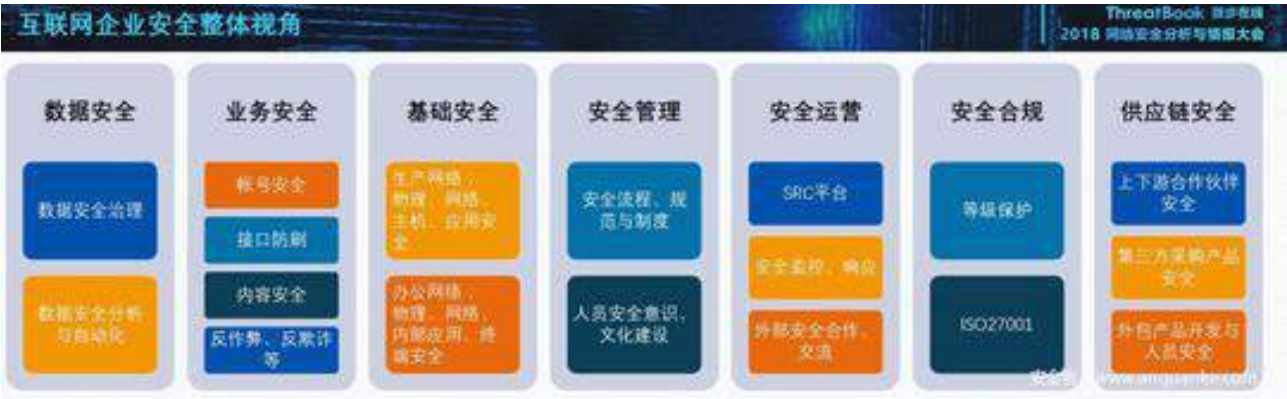 互联网企业安全整体视角
ThreatBook 微步在线
2018 网络安全分析与情报大会
数据安全
数据安全治理
数据安全分析
与自动化
业务安全
帐号安全
接口防刷
内容安全
反作弊、反欺诈
等
基础安全
生产网络:
物理、网络、
主机、应用安
全
办公网络:
物理、网络、
内部应用、终
端安全
安全管理
安全流程、规
范与制度
人员安全意识、
文化建设
安全运营
SRC平台
安全监控、响应
外部安全合作、
交流
安全合规
等级保护
ISO27001
供应链安全
上下游合作伙伴
安全
第三方采购产品
安全
外包产品开发与
人员安全